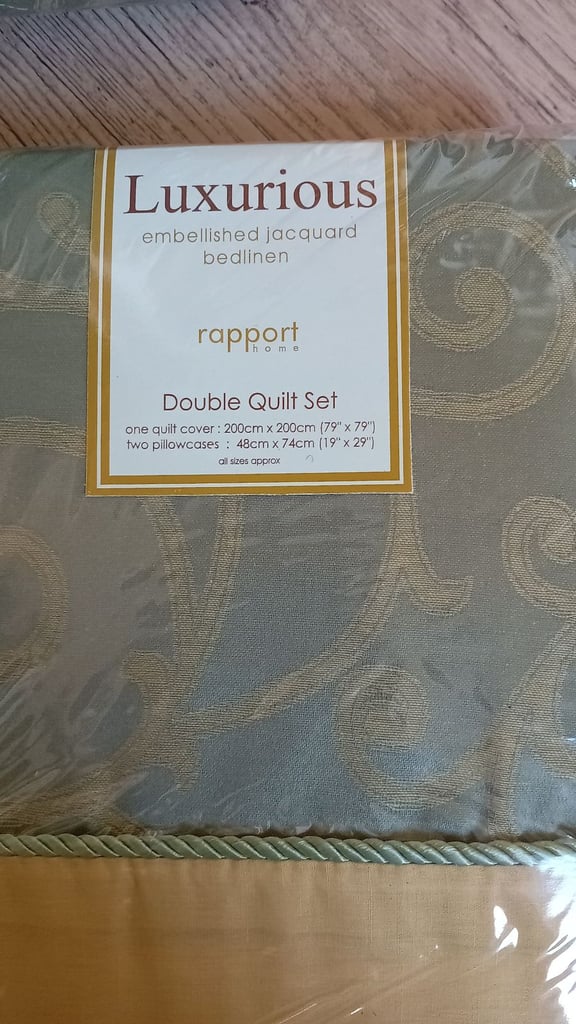 Luxurious
embellished jacquard
bedlinen
rapport
home
Double Quilt Set
one quilt cover : 200cm x 200cm (79" x 79")
two pillowcases : 48cm x 74cm (19" x 29")
all sizes approx